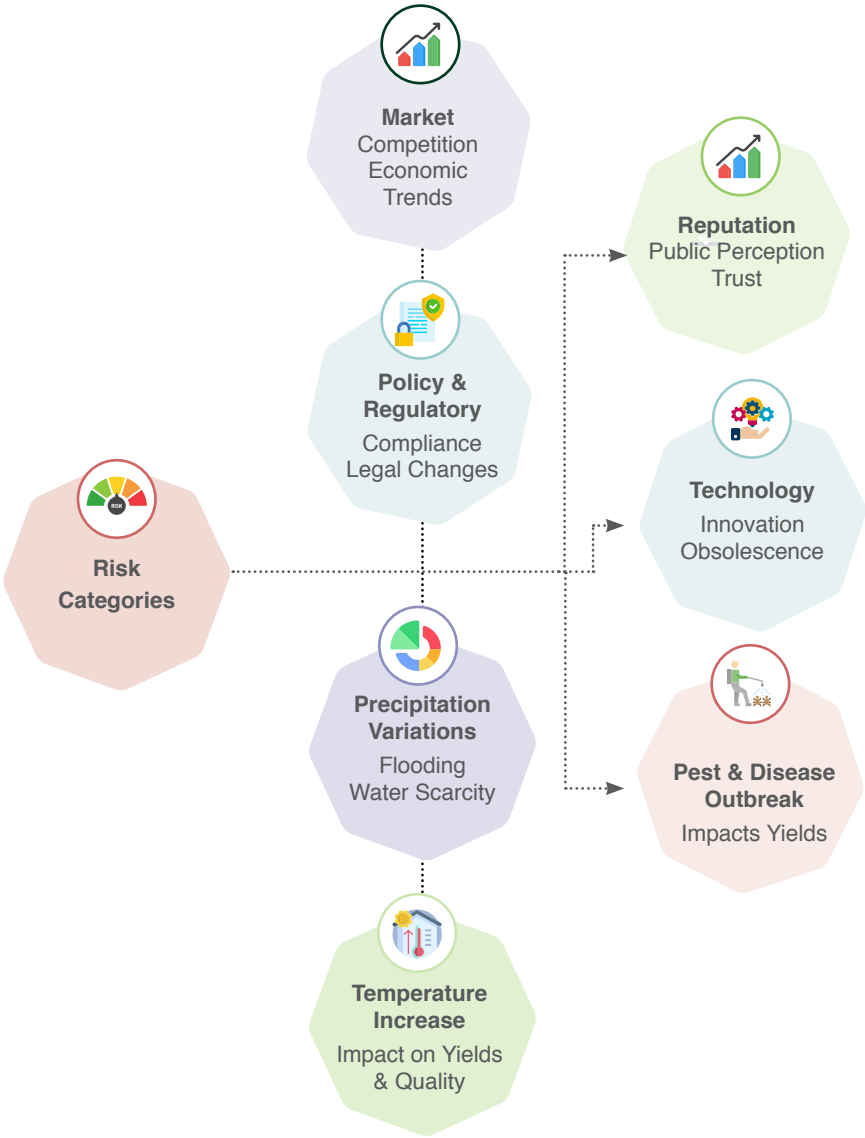 Market
Competition
Economic
Trends
Reputation
Public Perception
Trust
Policy &
Regulatory
Compliance
Legal Changes
Technology
Innovation
Obsolescence
RISK
Risk
Categories
Precipitation
Variations
Flooding
Water Scarcity
Pest & Disease
Outbreak
Impacts Yields
Temperature
Increase
Impact on Yields
& Quality